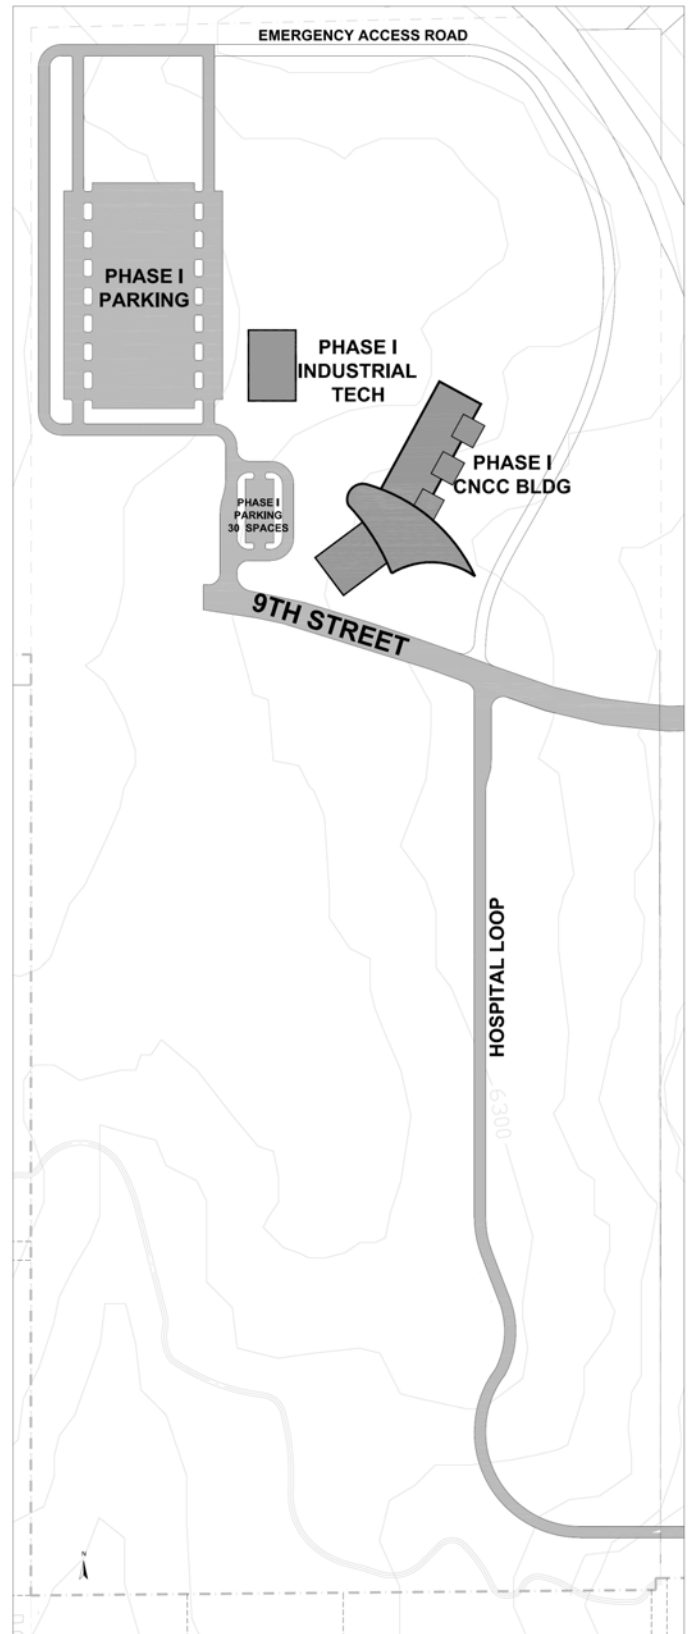 EMERGENCY ACCESS ROAD
PHASE I
PARKING
PHASE I
INDUSTRIAL
TECH
PHASE I
CNCC BLDG
PHASE I
PARKING
30 SPACES
9TH STREET
HOSPITAL LOOP
6300
N